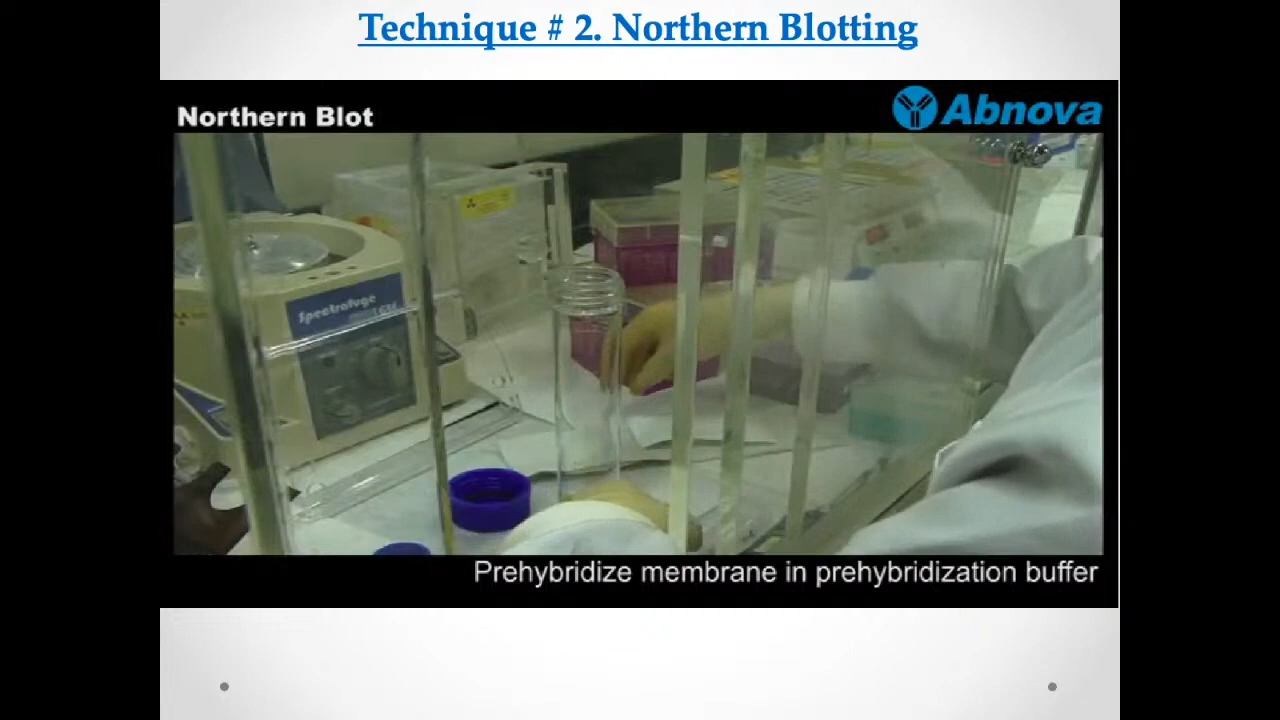 Technique # 2. Northern Blotting
Northern Blot
Abnova
Spectrafuge
Prehybridize membrane in prehybridization buffer